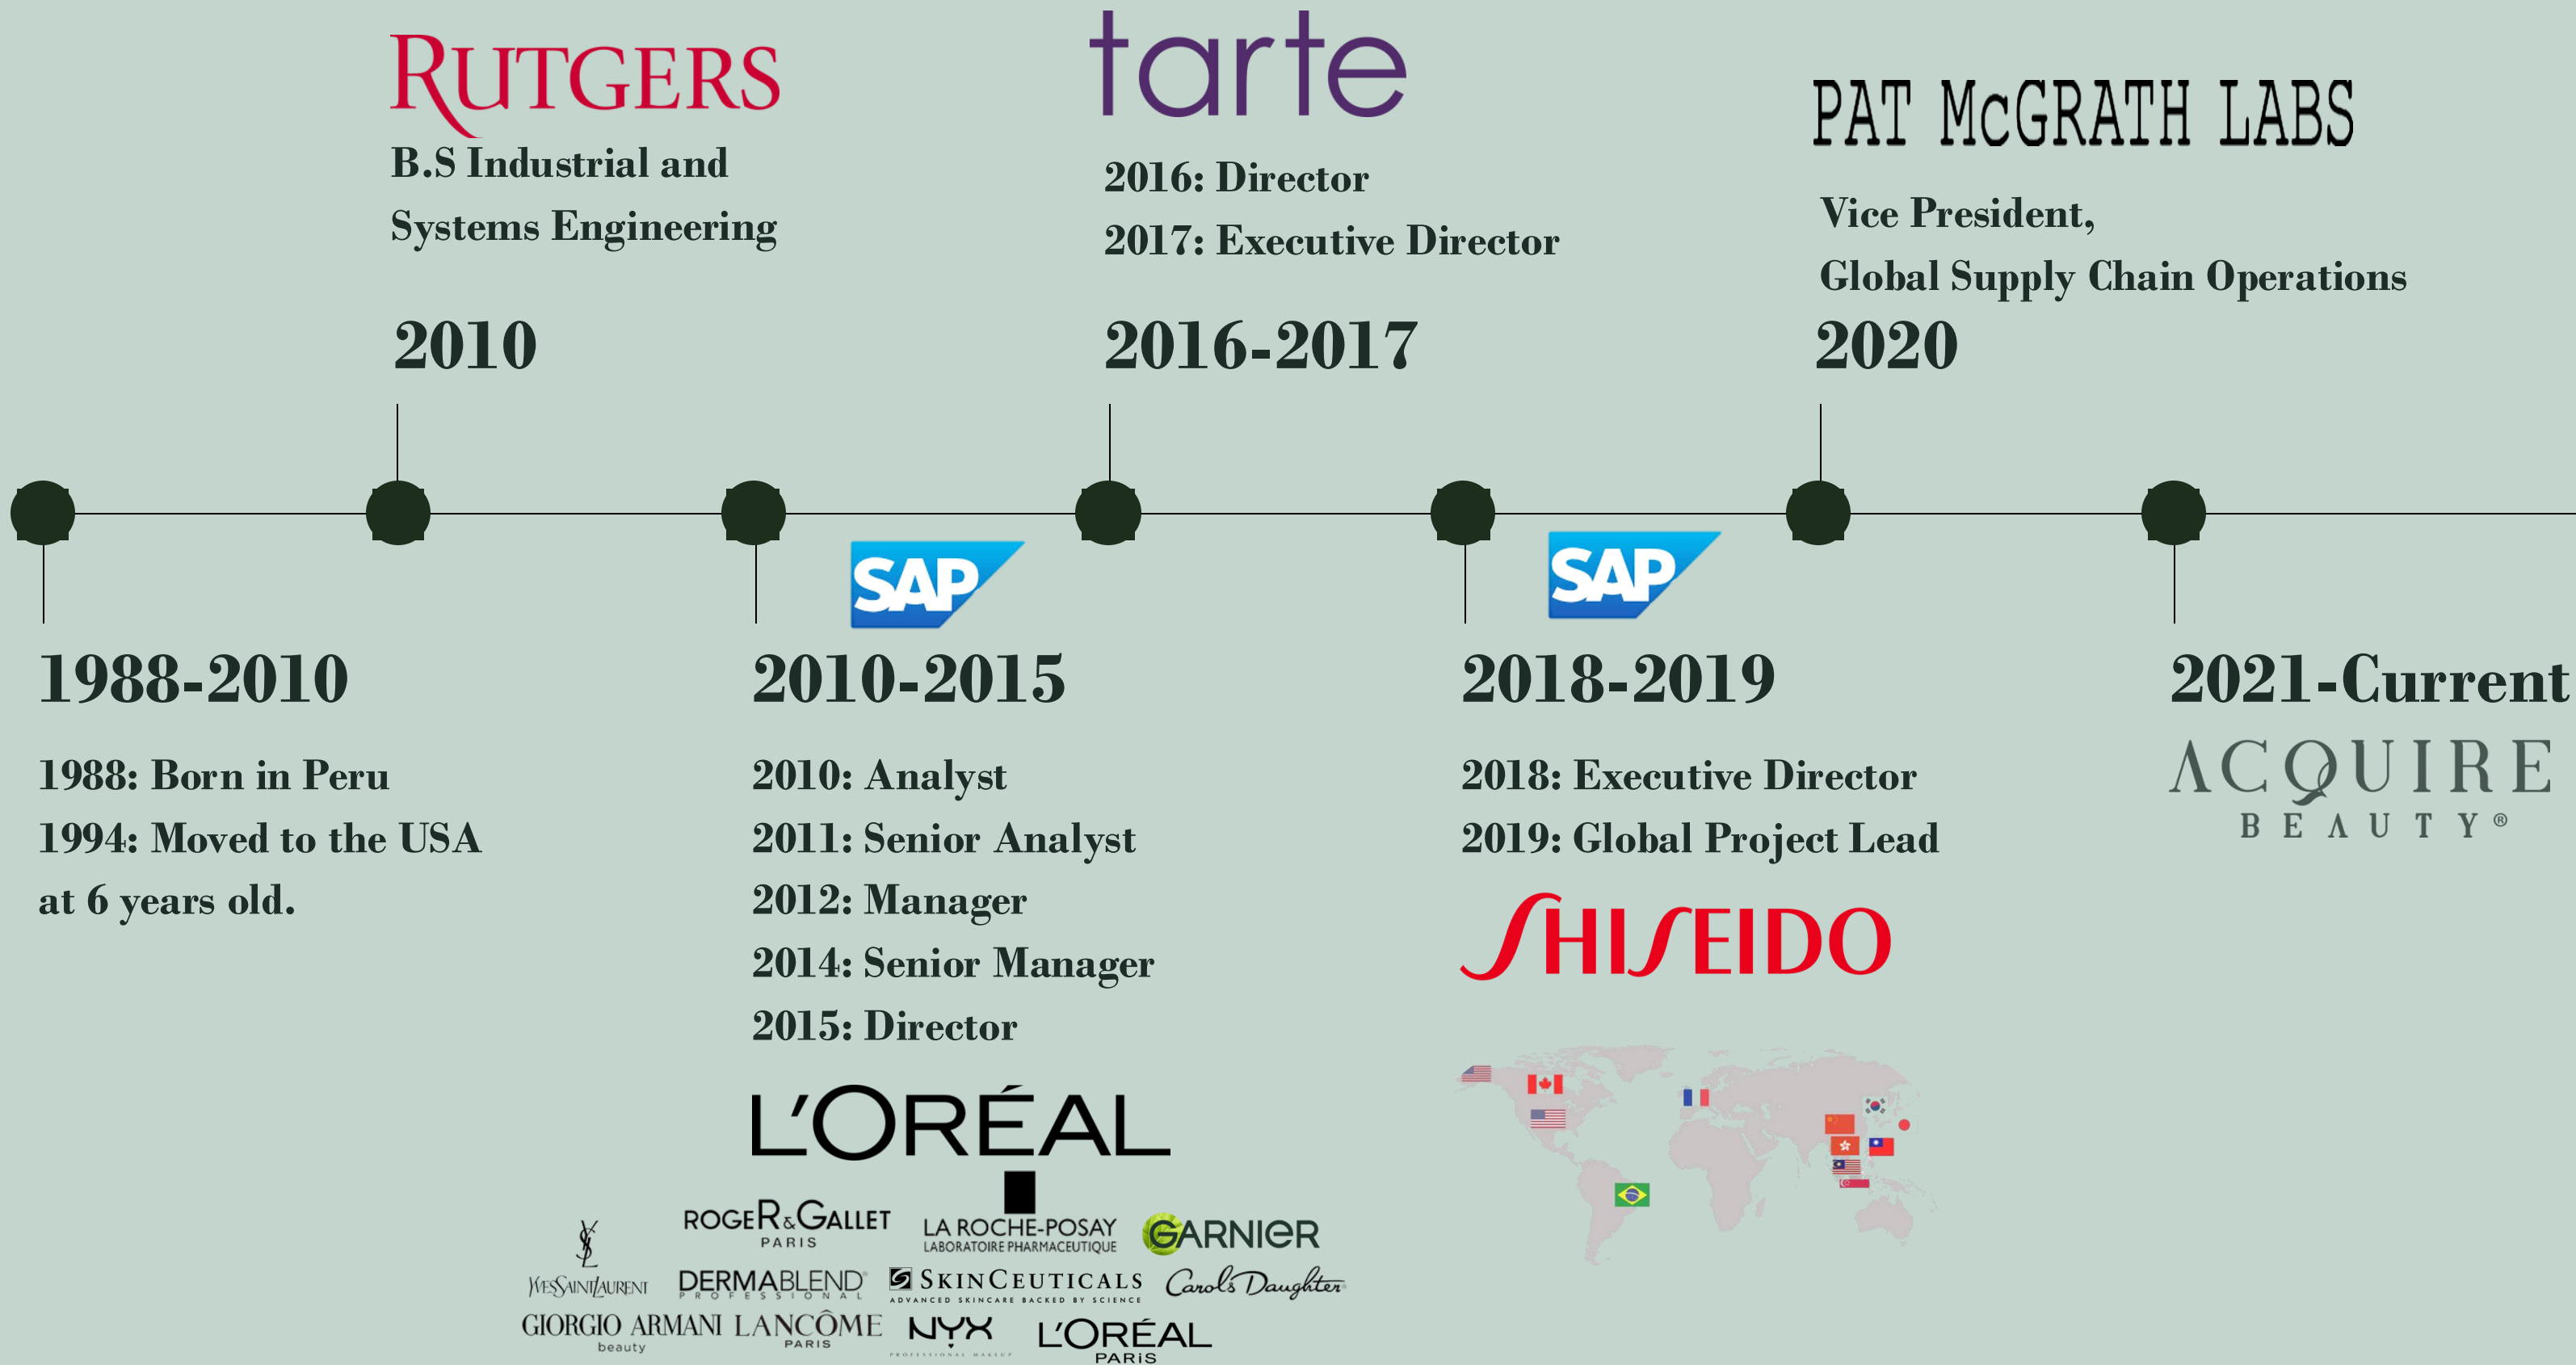 RUTGERS
B.S Industrial and
Systems Engineering
2010
tarte
2016: Director
2017: Executive Director
2016-2017
PAT McGRATH LABS
Vice President,
Global Supply Chain Operations
2020
1988-2010
1988: Born in Peru
1994: Moved to the USA
at 6 years old.
SAP
2010-2015
2010: Analyst
2011: Senior Analyst
2012: Manager
2014: Senior Manager
2015: Director
L'ORÉAL
ROGER&GALLET
PARIS
LA ROCHE-POSAY
LABORATOIRE PHARMACEUTIQUE
GARNIER
YSL
YVESSAINTLAURENT
DERMABLEND
PROFESSIONAL
SKINCEUTICALS
ADVANCED SKINCARE BACKED BY SCIENCE
Carol's Daughter
GIORGIO ARMANI
beauty
LANCÔME
PARIS
NYX
PROFESSIONAL MAKEUP
L'ORÉAL
PARIS
SAP
2018-2019
2018: Executive Director
2019: Global Project Lead
SHISEIDO
2021-Current
ACQUIRE
BEAUTY®